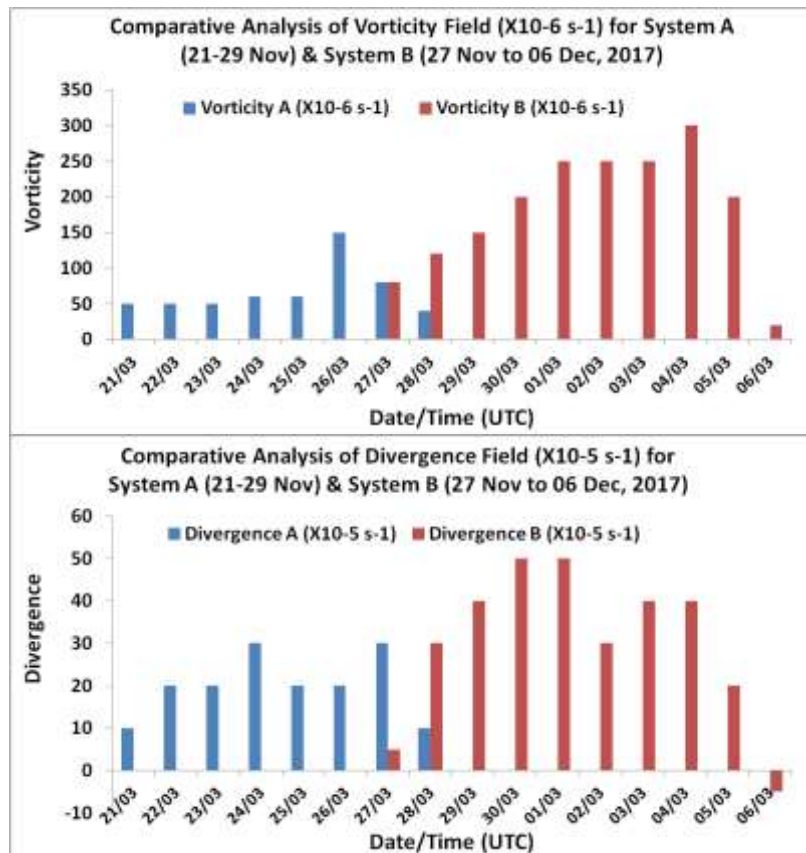 Comparative Analysis of Vorticity Field (X10-6 s-1) for System A
(21-29 Nov) & System B (27 Nov to 06 Dec, 2017)
350
300
250
200
150
100
50
0
Vorticity
Vorticity A (X10-6 s-1) Vorticity B (X10-6 s-1)
21/03 22/03 23/03 24/03 25/03 26/03 27/03 28/03 29/03 30/03 01/03 02/03 03/03 04/03 05/03 06/03
Date/Time (UTC)
Comparative Analysis of Divergence Field (X10-5 s-1) for
System A (21-29 Nov) & System B (27 Nov to 06 Dec, 2017)
60
50
40
30
20
10
0
-10
Divergence
Divergence A (X10-5 s-1) Divergence B (X10-5 s-1)
21/03 22/03 23/03 24/03 25/03 26/03 27/03 28/03 29/03 30/03 01/03 02/03 03/03 04/03 05/03 06/03
Date/Time (UTC)